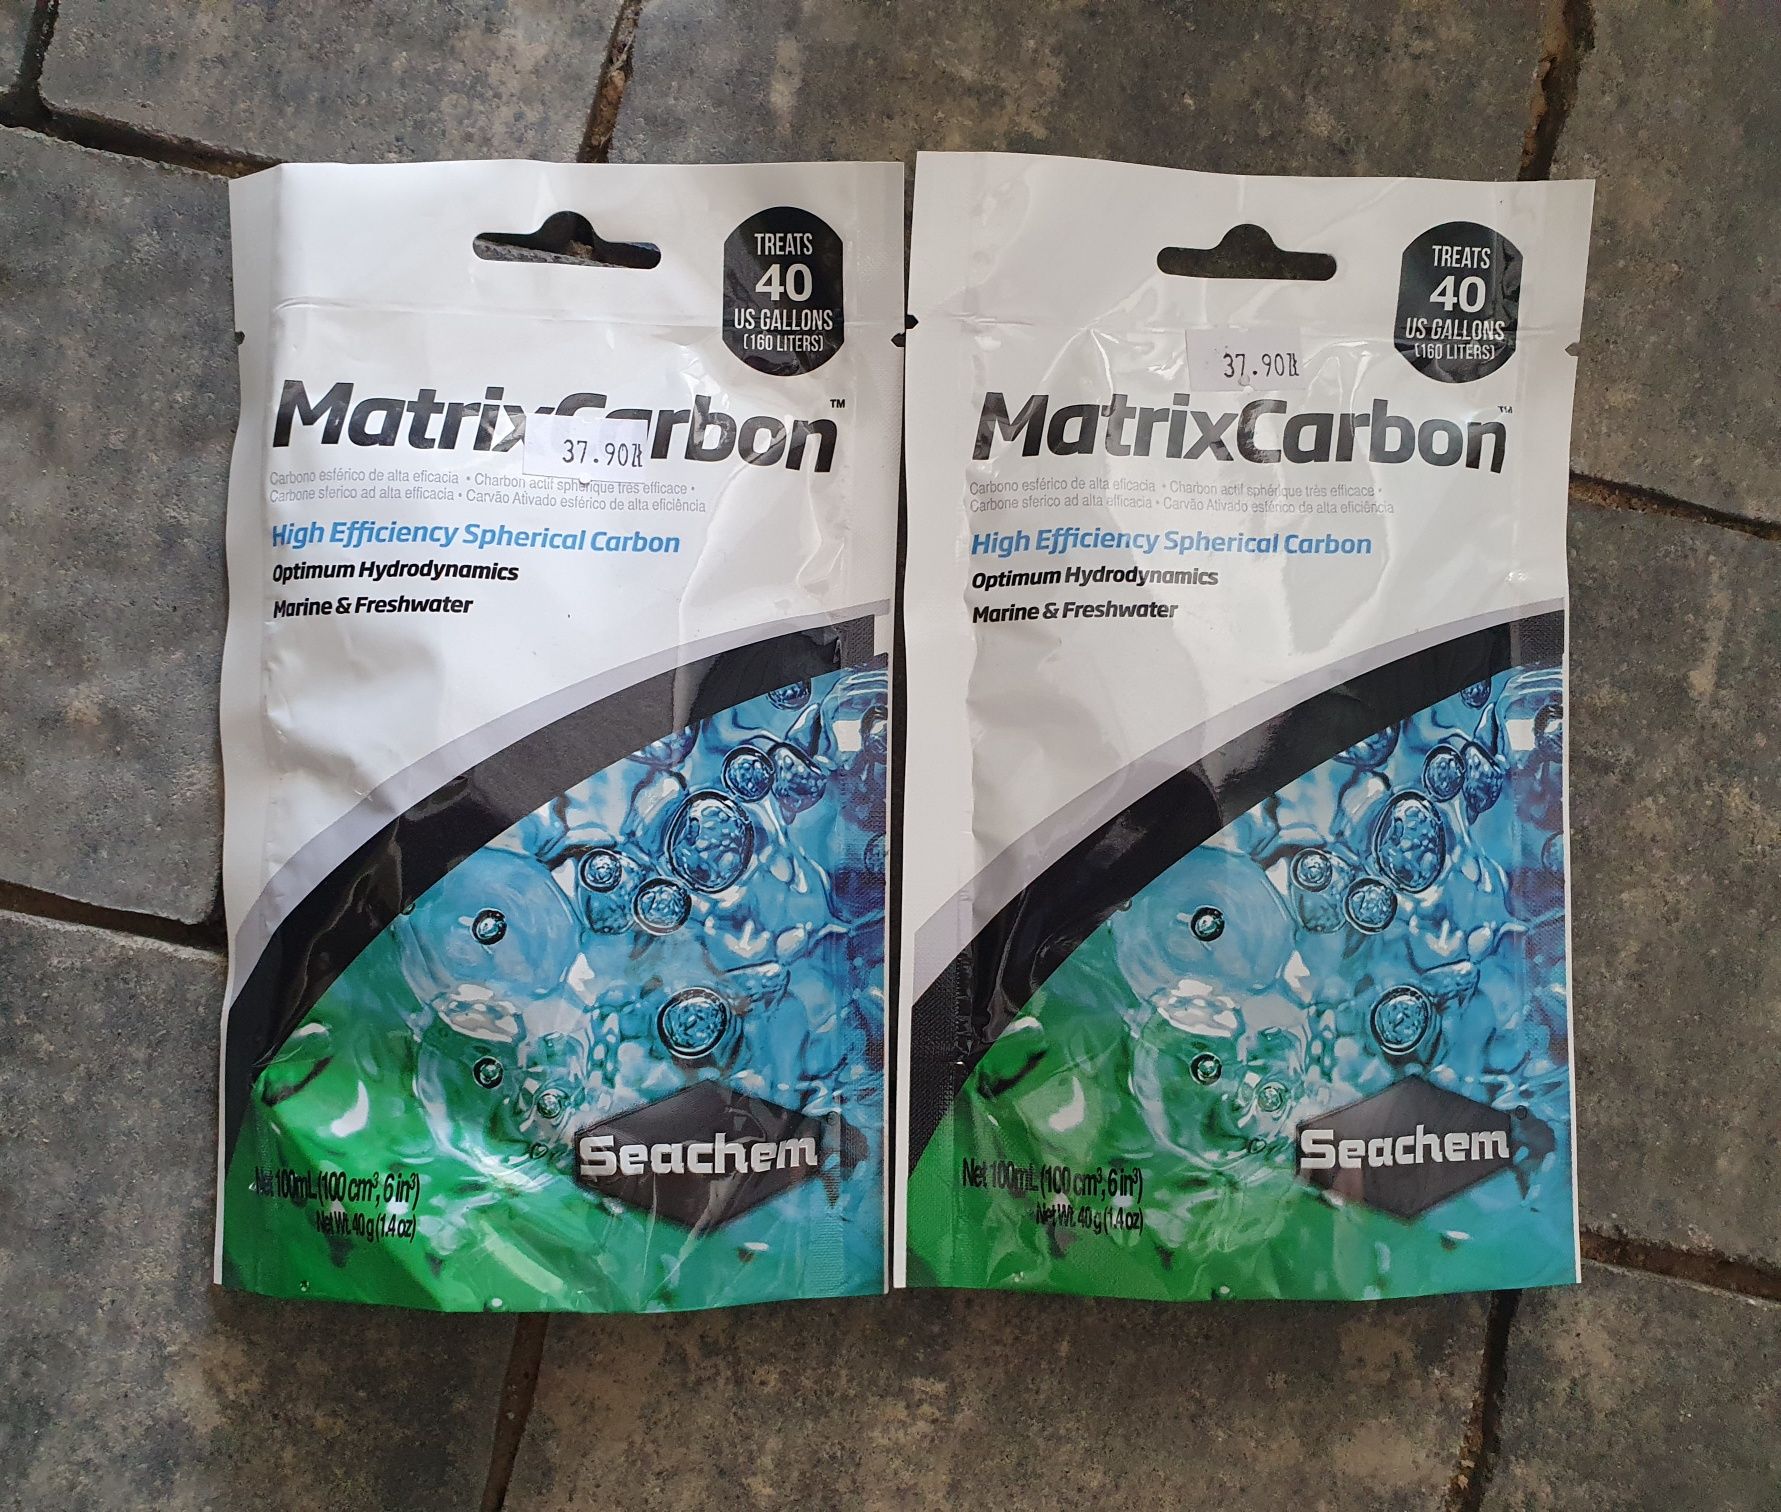 TREATS
40
US GALLONS
(160 LITERS)
MatrixCarbon™
37.90zł
Carbono esférico de alta eficacia • Charbon actif sphérique très efficace •
Carbone sferico ad alta efficacia • Carvão Ativado esférico de alta eficiência
High Efficiency Spherical Carbon
Optimum Hydrodynamics
Marine & Freshwater
Seachem
Net 100mL (100 cm³, 6 in³)
Net Wt. 40g (1.4 oz)
TREATS
40
US GALLONS
(160 LITERS)
37.90zł
MatrixCarbon™
Carbono esférico de alta eficacia • Charbon actif sphérique très efficace •
Carbone sferico ad alta efficacia • Carvão Ativado esférico de alta eficiência
High Efficiency Spherical Carbon
Optimum Hydrodynamics
Marine & Freshwater
Seachem
Net 100mL (100 cm³, 6 in³)
Net Wt. 40g (1.4 oz)